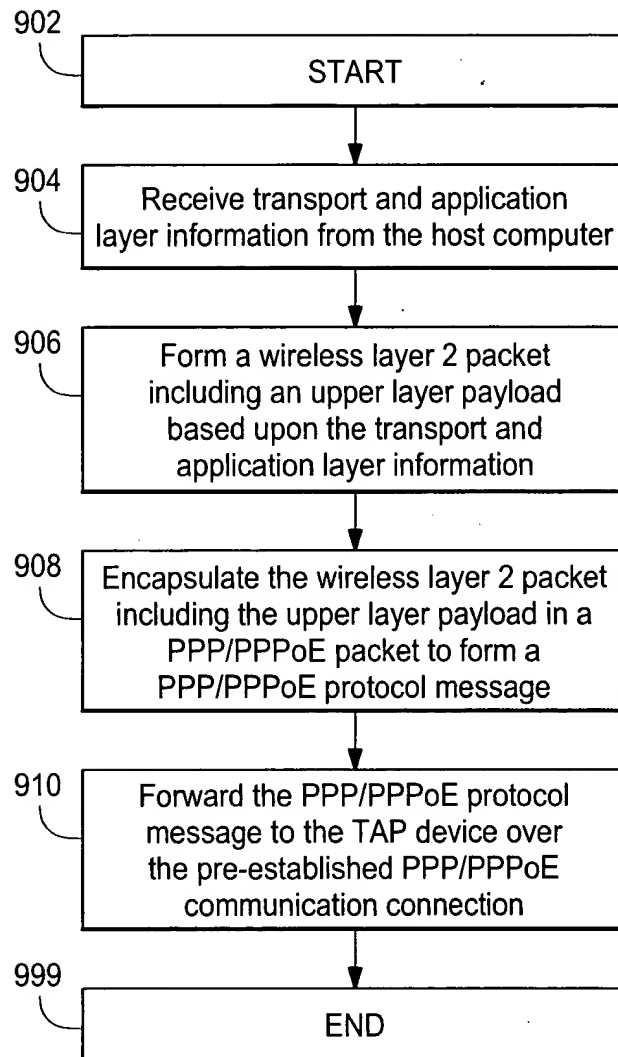 902
START
904
Receive transport and application
layer information from the host computer
906
Form a wireless layer 2 packet
including an upper layer payload
based upon the transport and
application layer information
908
Encapsulate the wireless layer 2 packet
including the upper layer payload in a
PPP/PPPoE packet to form a
PPP/PPPoE protocol message
910
Forward the PPP/PPPoE protocol
message to the TAP device over
the pre-established PPP/PPPoE
communication connection
999
END